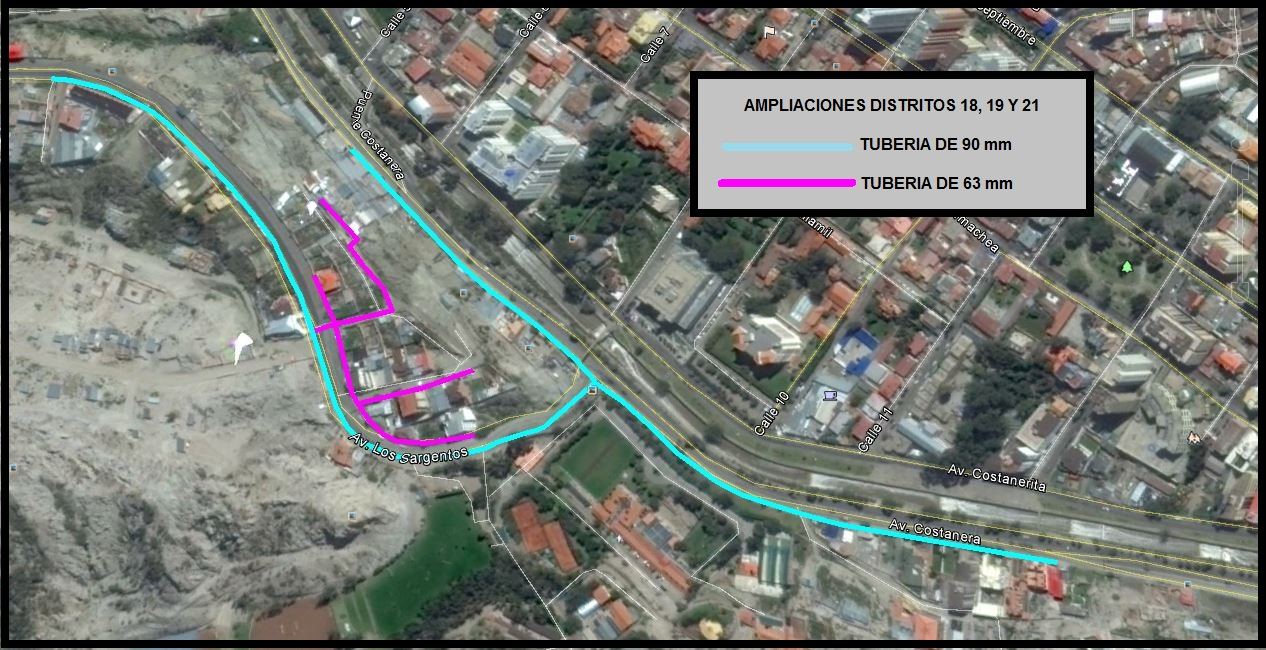 Calle 7
Septiembre
AMPLIACIONES DISTRITOS 18, 19 Y 21
TUBERIA DE 90 mm
TUBERIA DE 63 mm
Costanera
Calle 10
Calle 11
Av. Los Sargentos
Av. Costanerita
Av. Costanera